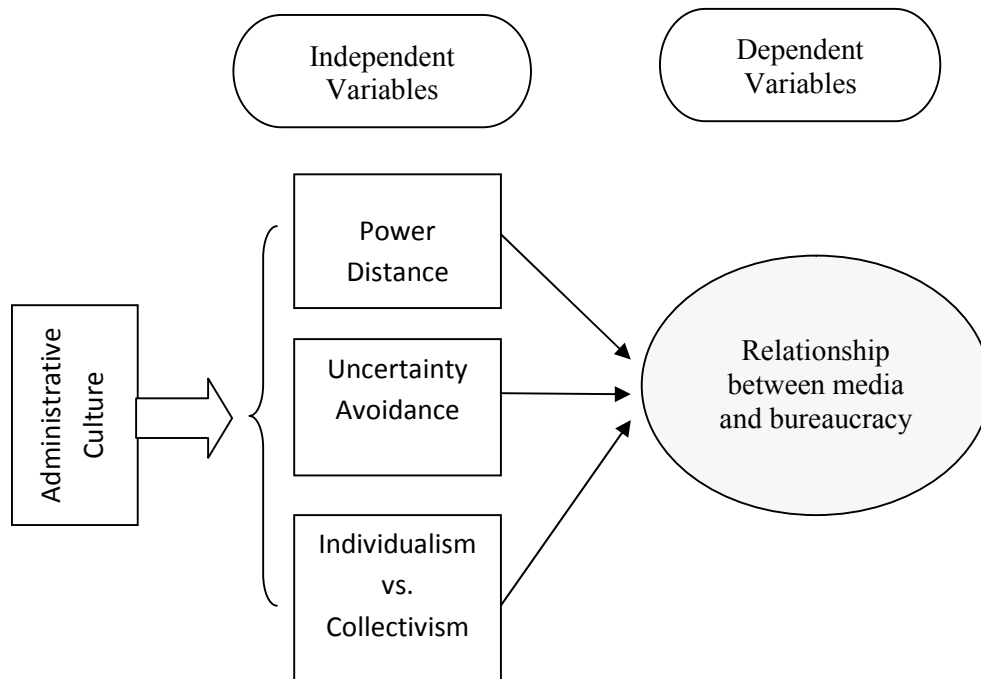 Independent
Variables
Dependent
Variables
Administrative
Culture
Power
Distance
Uncertainty
Avoidance
Individualism
vs.
Collectivism
Relationship
between media
and bureaucracy